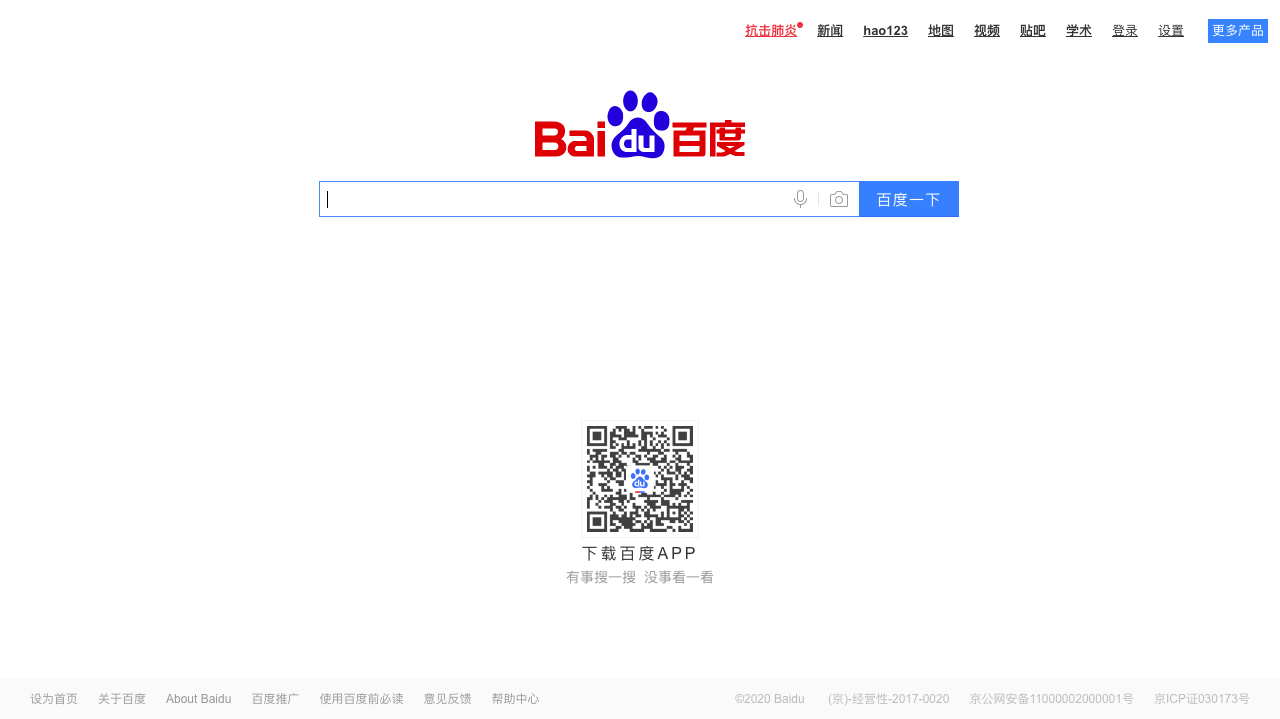 抗击肺炎 新闻 hao123 地图 视频 贴吧 学术 登录 设置 更多产品
Bai du 百度
百度一下
du
下载百度APP
有事搜一搜 没事看一看
设为首页 关于百度 About Baidu 百度推广 使用百度前必读 意见反馈 帮助中心 ©2020 Baidu (京)-经营性-2017-0020 京公网安备11000002000001号 京ICP证030173号